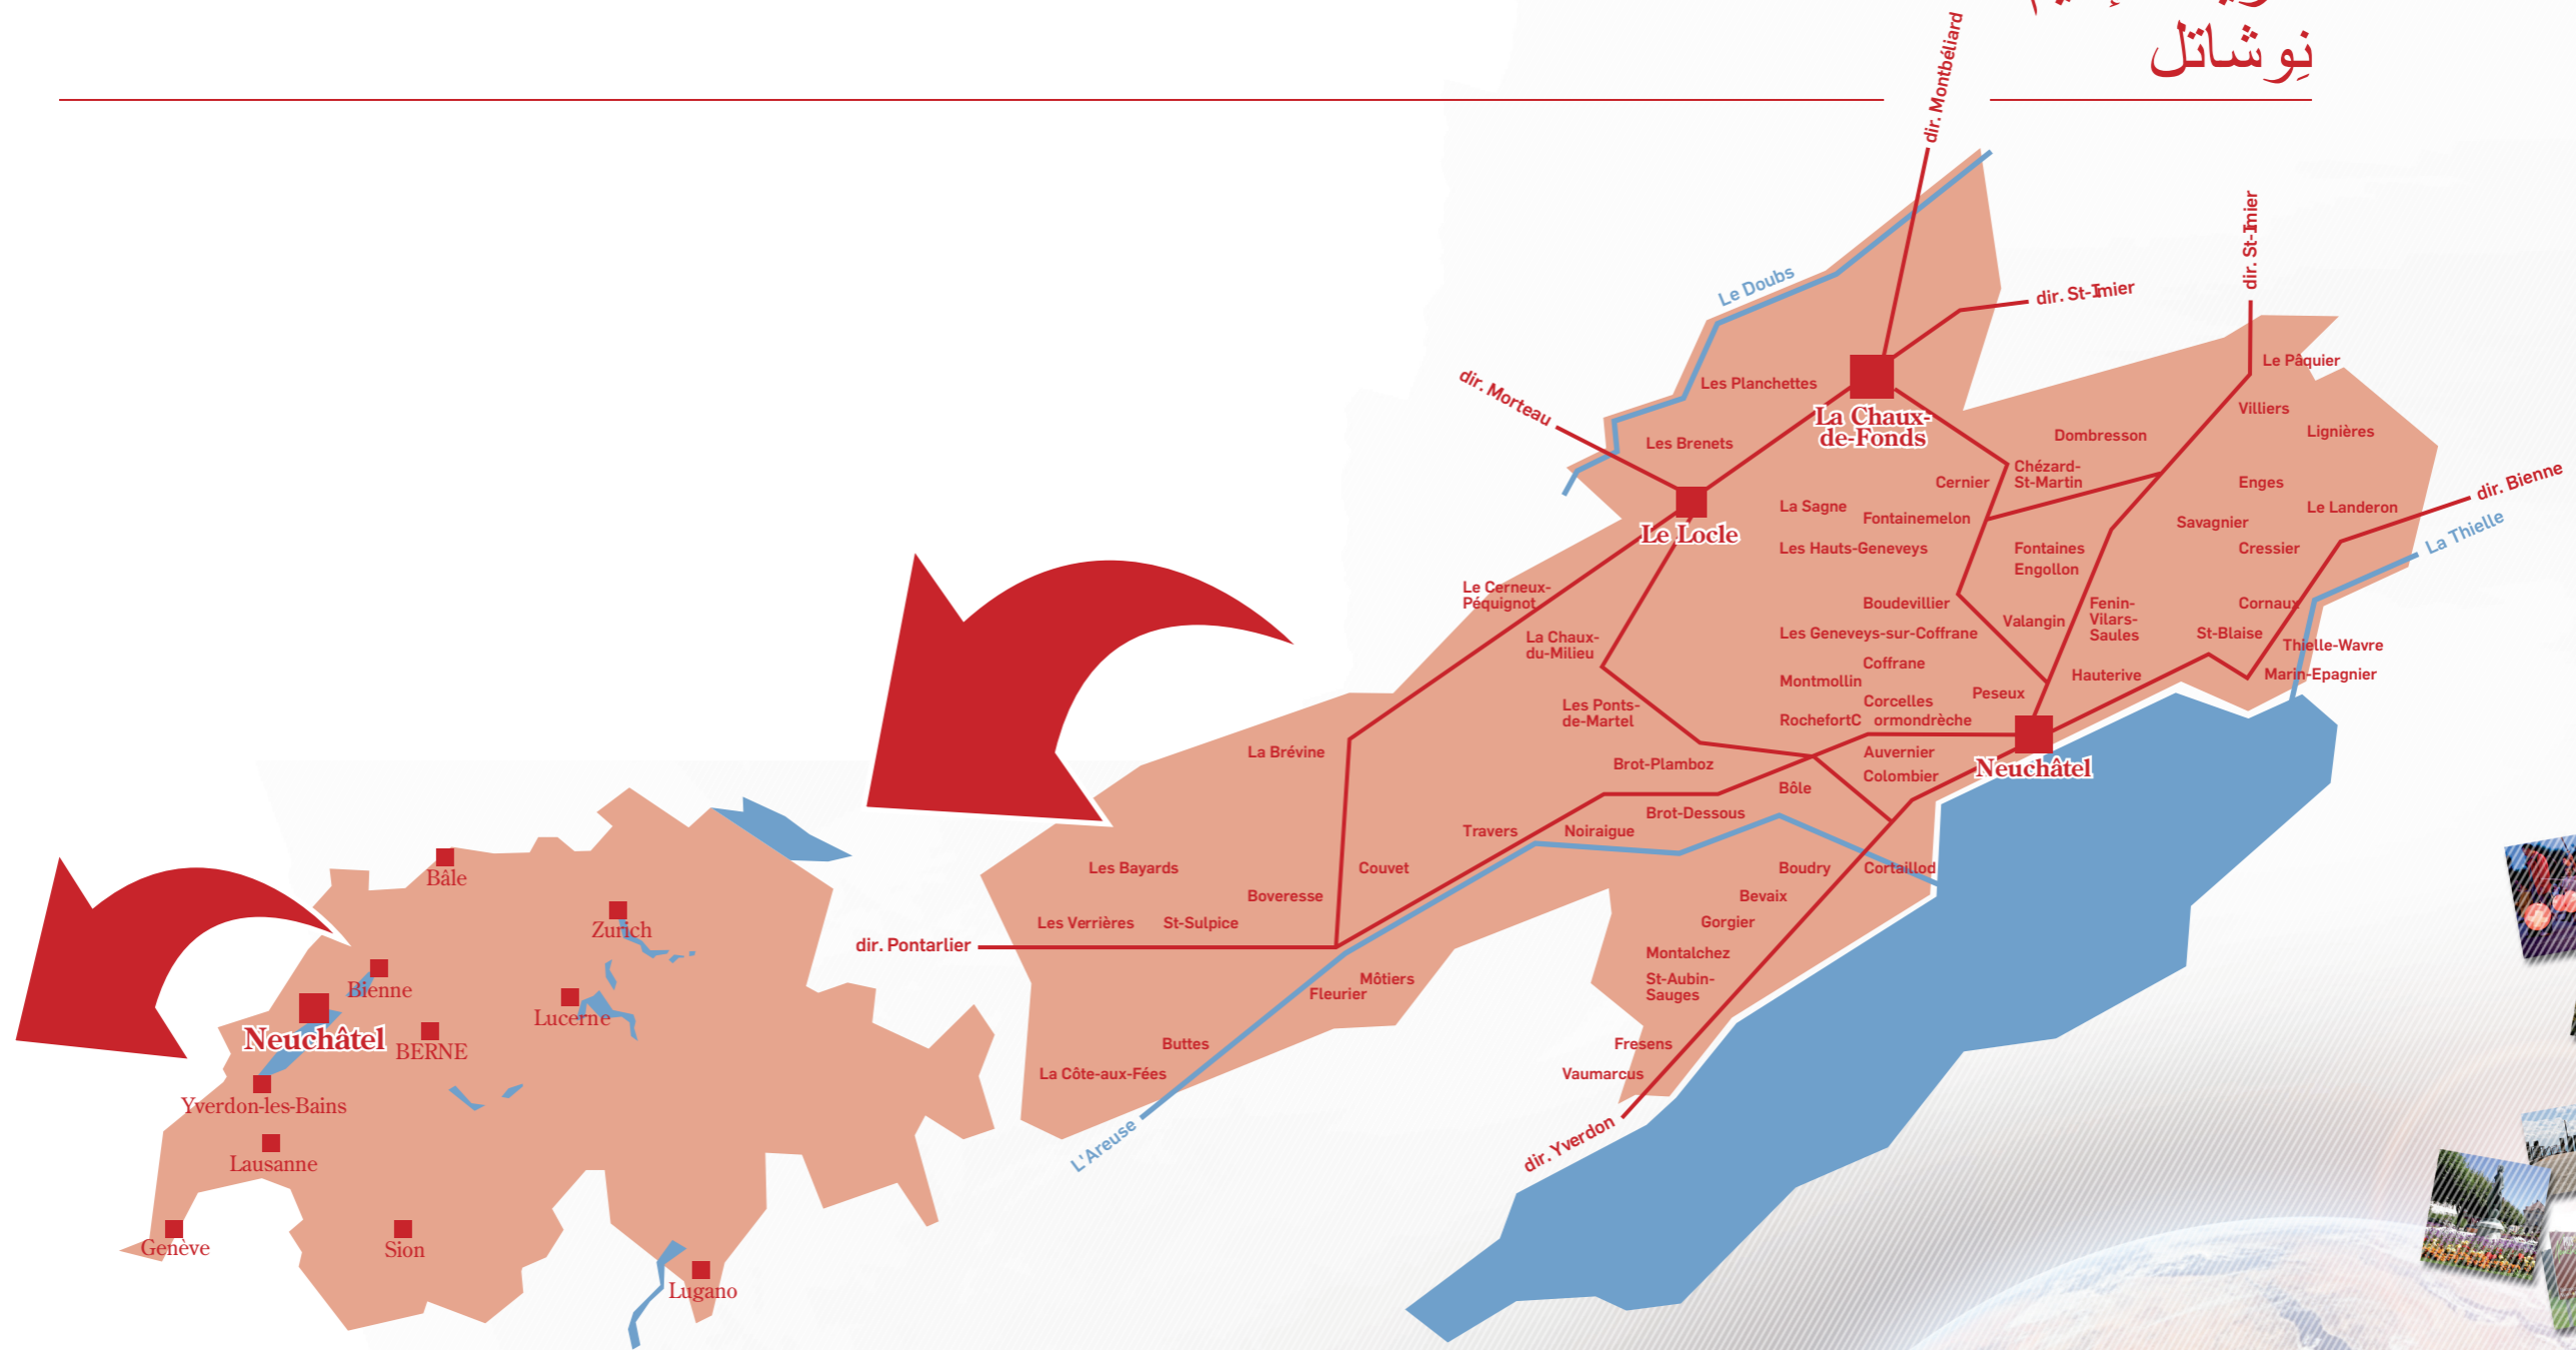 نِوشاتل
dir. Montbéliard
dir. St-Imier
Le Doubs
dir. St-Imier
Le Pâquier
dir. Morteau
Les Planchettes
La Chaux-
de-Fonds
Villiers
Lignières
Dombresson
Les Brenets
Chézard-
St-Martin
Cernier
Enges
dir. Bienne
La Sagne
Le Landeron
Fontainemelon
Savagnier
La Thielle
Le Locle
Les Hauts-Geneveys
Fontaines
Cressier
Engollon
Le Cerneux-
Péquignot
Boudevillier
Fenin-
Vilars-
Saules
Cornaux
Valangin
La Chaux-
du-Milieu
Les Geneveys-sur-Coffrane
St-Blaise
Thielle-Wavre
Coffrane
Hauterive
Marin-Epagnier
Montmollin
Peseux
Les Ponts-
de-Martel
Corcelles
RochefortC ormondrèche
La Brévine
Auvernier
Neuchâtel
Brot-Plamboz
Colombier
Bôle
Brot-Dessous
Travers
Noiraigue
Les Bayards
Couvet
Boudry
Cortaillod
Boveresse
Bevaix
Les Verrières
St-Sulpice
Gorgier
dir. Pontarlier
Montalchez
Môtiers
St-Aubin-
Sauges
Fleurier
Buttes
Fresens
La Côte-aux-Fées
Vaumarcus
L'Areuse
dir. Yverdon
Bâle
Zurich
Bienne
Lucerne
Neuchâtel
BERNE
Yverdon-les-Bains
Lausanne
Genève
Sion
Lugano